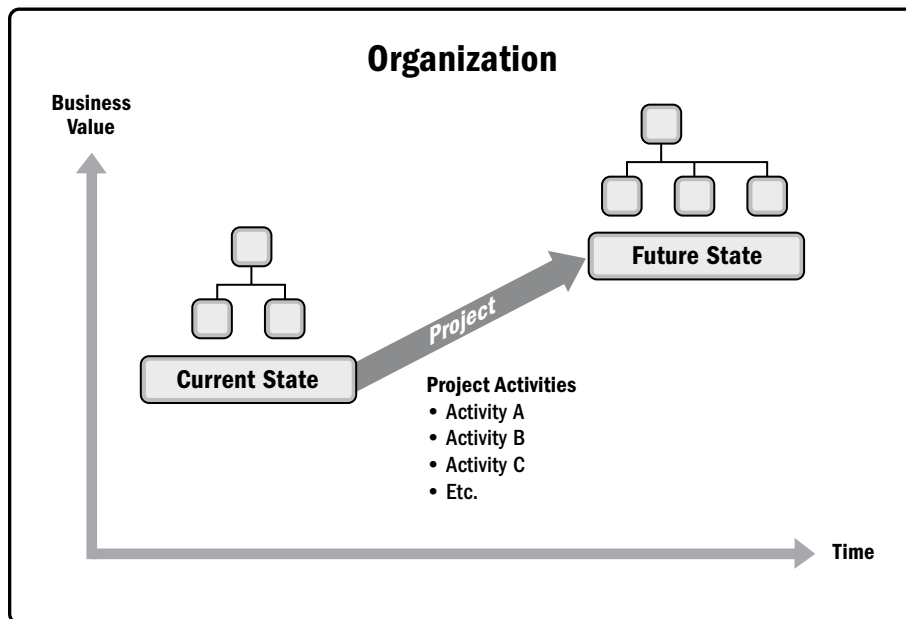 Organization
Business
Value
Future State
Project
Current State
Project Activities
• Activity A
• Activity B
• Activity C
• Etc.
Time